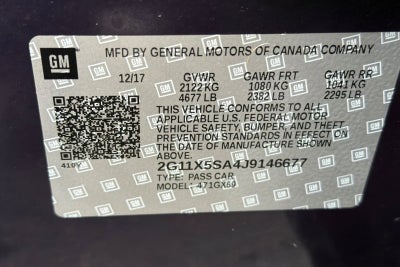 GM
MFD BY GENERAL MOTORS OF CANADA COMPANY
12/17 GVWR GAWR FRT GAWR RR
2122 KG 1080 KG 1041 KG
4677 LB 2382 LB 2295 LB
THIS VEHICLE CONFORMS TO ALL
APPLICABLE U.S. FEDERAL MOTOR
VEHICLE SAFETY, BUMPER, AND THEFT
PREVENTION STANDARDS IN EFFECT ON
THE DATE OF MANUFACTURE SHOWN
ABOVE.
2G11X5SA4J9146677
TYPE: PASS CAR
MODEL: 471GX69